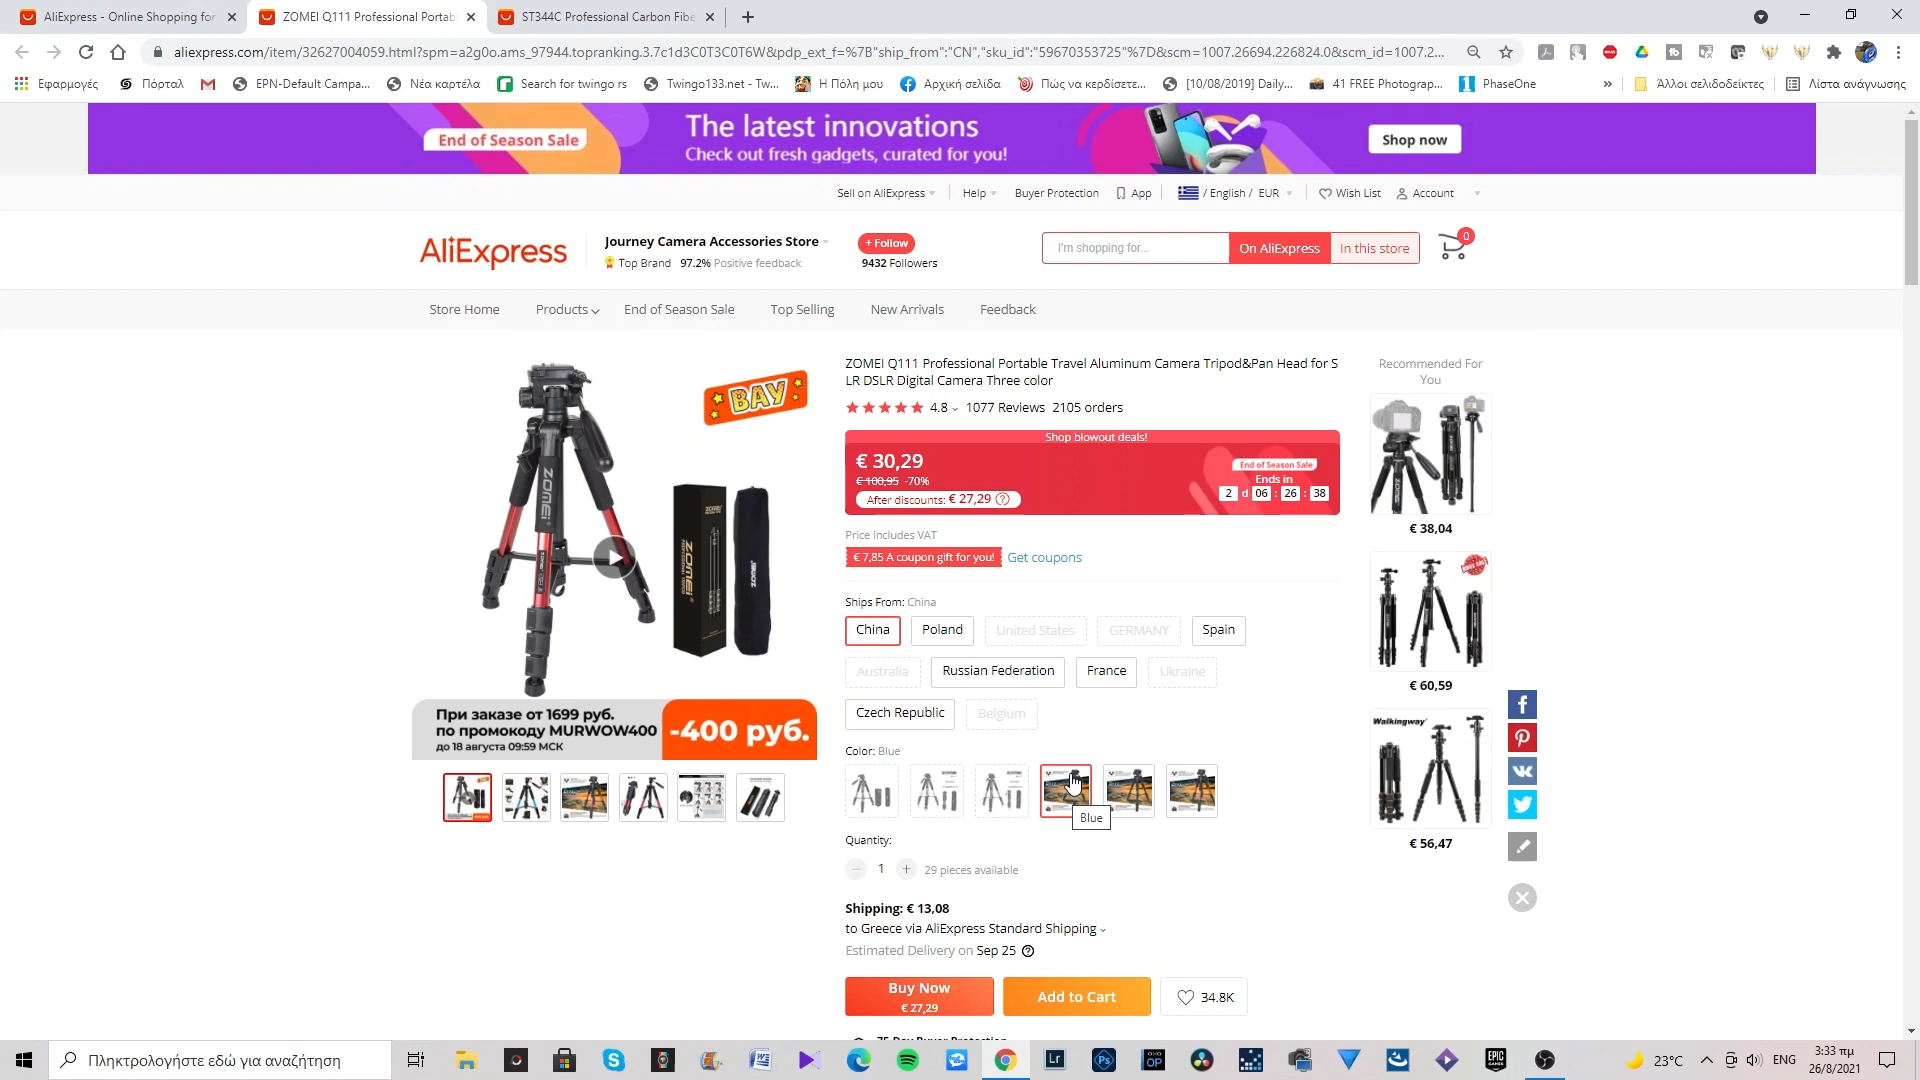 AliExpress - Online Shopping for
ZOMEI Q111 Professional Portabl
ST344C Professional Carbon Fibe
aliexpress.com/item/32627004059.html?spm=a2g0o.ams_97944.topranking.3.7c1d3C0T3C0T6W&pdp_ext_f=%7B"ship_from":"CN","sku_id":"59670353725"%7D&scm=1007.26694.226824.0&scm_id=1007.2...
Εφαρμογές
Πόρταλ
EPN-Default Campa...
Νέα καρτέλα
Search for twingo rs
Twingo133.net - Tw...
Η Πόλη μου
Αρχική σελίδα
Πώς να κερδίσετε...
[10/08/2019] Daily...
41 FREE Photograp...
PhaseOne
»
Άλλοι σελιδοδείκτες
Λίστα ανάγνωσης
End of Season Sale
The latest innovations
Check out fresh gadgets, curated for you!
Shop now
Sell on AliExpress
Help
Buyer Protection
App
/ English / EUR
Wish List
Account
AliExpress
Journey Camera Accessories Store
Top Brand 97.2% Positive feedback
+ Follow
9432 Followers
I'm shopping for...
On AliExpress
In this store
0
Store Home
Products
End of Season Sale
Top Selling
New Arrivals
Feedback
BAY
ZOMEI
ZOMEI
ZOMEI
При заказе от 1699 руб.
по промокоду MURWOW400
до 18 августа 09:59 МСК
-400 руб.
ZOMEI Q111 Professional Portable Travel Aluminum Camera Tripod&Pan Head for S
LR DSLR Digital Camera Three color
4.8 1077 Reviews 2105 orders
Shop blowout deals!
€ 30,29
€ 100,95 -70%
After discounts: € 27,29
End of Season Sale
Ends in
2 d 06 : 26 : 38
Price includes VAT
€ 7,85 A coupon gift for you! Get coupons
Ships From: China
China
Poland
United States
GERMANY
Spain
Australia
Russian Federation
France
Ukraine
Czech Republic
Belgium
Color: Blue
Blue
Quantity:
1
29 pieces available
Shipping: € 13,08
to Greece via AliExpress Standard Shipping
Estimated Delivery on Sep 25
Buy Now
€ 27,29
Add to Cart
34.8K
Recommended For
You
€ 38,04
€ 60,59
Walkingway
€ 56,47
Πληκτρολογήστε εδώ για αναζήτηση
Lr
Ps
OP
EPIC
GAMES
23°C
ENG
3:33 πμ
26/8/2021